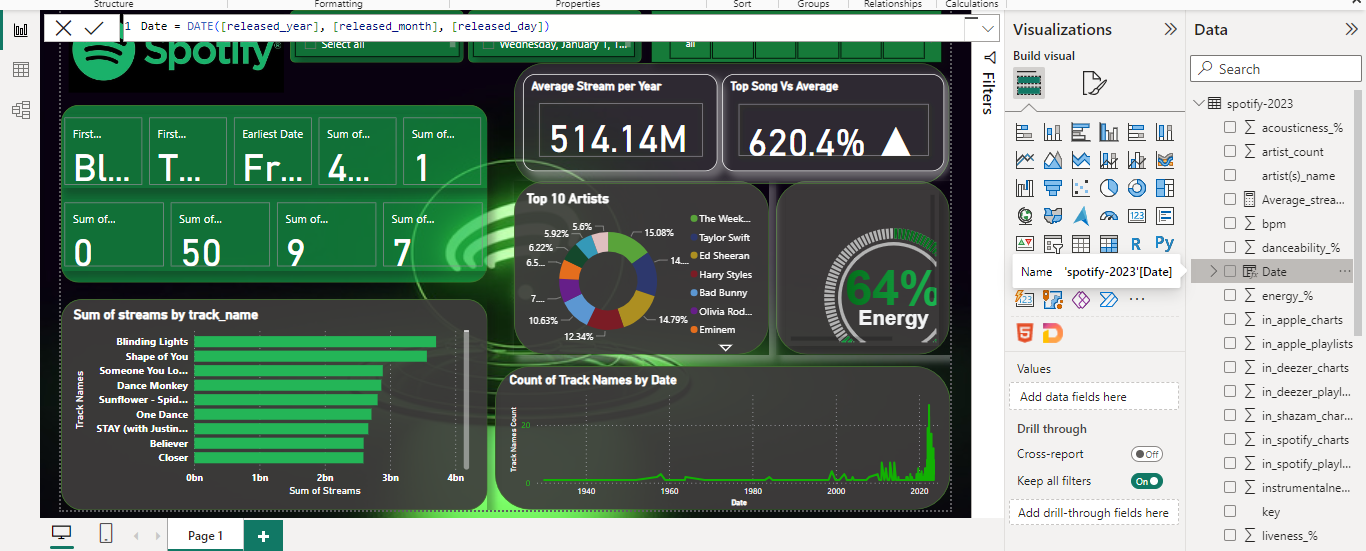 Structure
Formatting
Properties
Sort
Groups
Relationships
Calculations
1 Date = DATE([released_year], [released_month], [released_day])
Spotify
Select all
Wednesday, January 1, 1...
all
First...
Bl...
First...
T...
Earliest Date
Fr...
Sum of...
4...
Sum of...
1
Sum of...
0
Sum of...
50
Sum of...
9
Sum of...
7
Average Stream per Year
514.14M
Top Song Vs Average
620.4% ▲
Top 10 Artists
15.08%
14....
14.79%
12.34%
10.63%
7....
6.5...
6.22%
5.92%
5.6%
The Week...
Taylor Swift
Ed Sheeran
Harry Styles
Bad Bunny
Olivia Rod...
Eminem
64%
Energy
Sum of streams by track_name
Track Names
Blinding Lights
Shape of You
Someone You Lo...
Dance Monkey
Sunflower - Spid...
One Dance
STAY (with Justin...
Believer
Closer
0bn
1bn
2bn
3bn
4bn
Sum of Streams
Count of Track Names by Date
Track Names Count
20
0
1940
1960
1980
2000
2020
Date
Page 1
+
Filters
Visualizations
Build visual
123
R
Py
Name 'spotify-2023'[Date]
123
...
5
Values
Add data fields here
Drill through
Cross-report
Off
Keep all filters
On
Add drill-through fields here
Data
Search
spotify-2023
acousticness_%
artist_count
artist(s)_name
Average_strea...
bpm
danceability_%
Date
...
energy_%
in_apple_charts
in_apple_playlists
in_deezer_charts
in_deezer_playl...
in_shazam_char...
in_spotify_charts
in_spotify_playl...
instrumentalne...
key
liveness_%